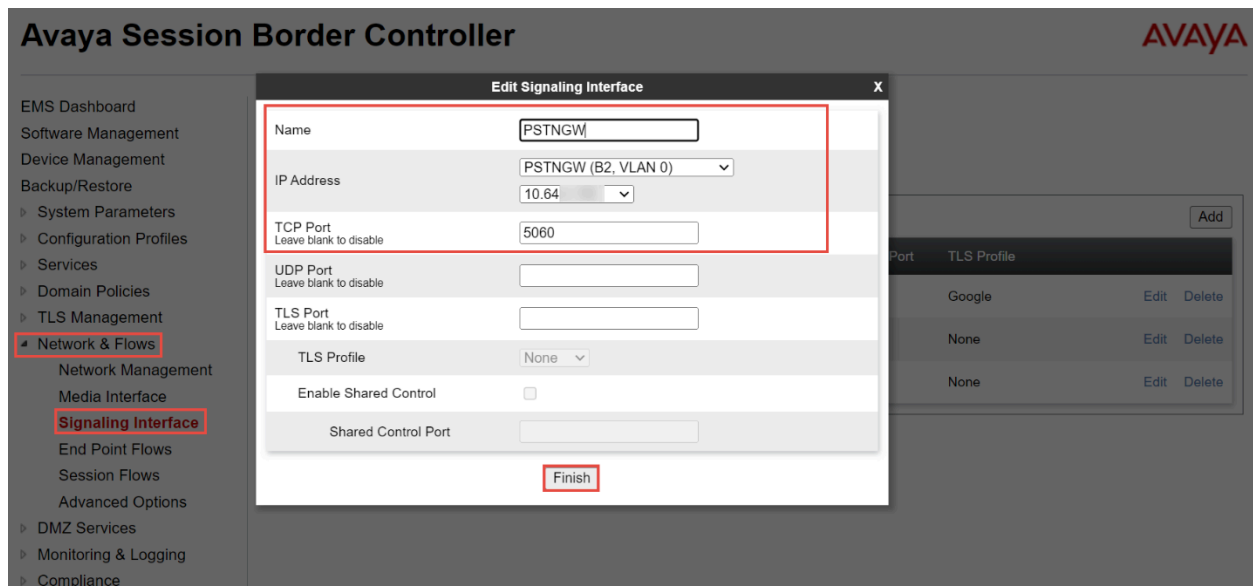 Avaya Session Border Controller
AVAYA
EMS Dashboard
Software Management
Device Management
Backup/Restore
System Parameters
Configuration Profiles
Services
Domain Policies
TLS Management
Network & Flows
Network Management
Media Interface
Signaling Interface
End Point Flows
Session Flows
Advanced Options
DMZ Services
Monitoring & Logging
Compliance
Edit Signaling Interface X
Name PSTNGW
IP Address PSTNGW (B2, VLAN 0)
10.64
TCP Port 5060
Leave blank to disable
UDP Port
Leave blank to disable
TLS Port
Leave blank to disable
TLS Profile None
Enable Shared Control
Shared Control Port
Finish
Add
Port TLS Profile
Google Edit Delete
None Edit Delete
None Edit Delete